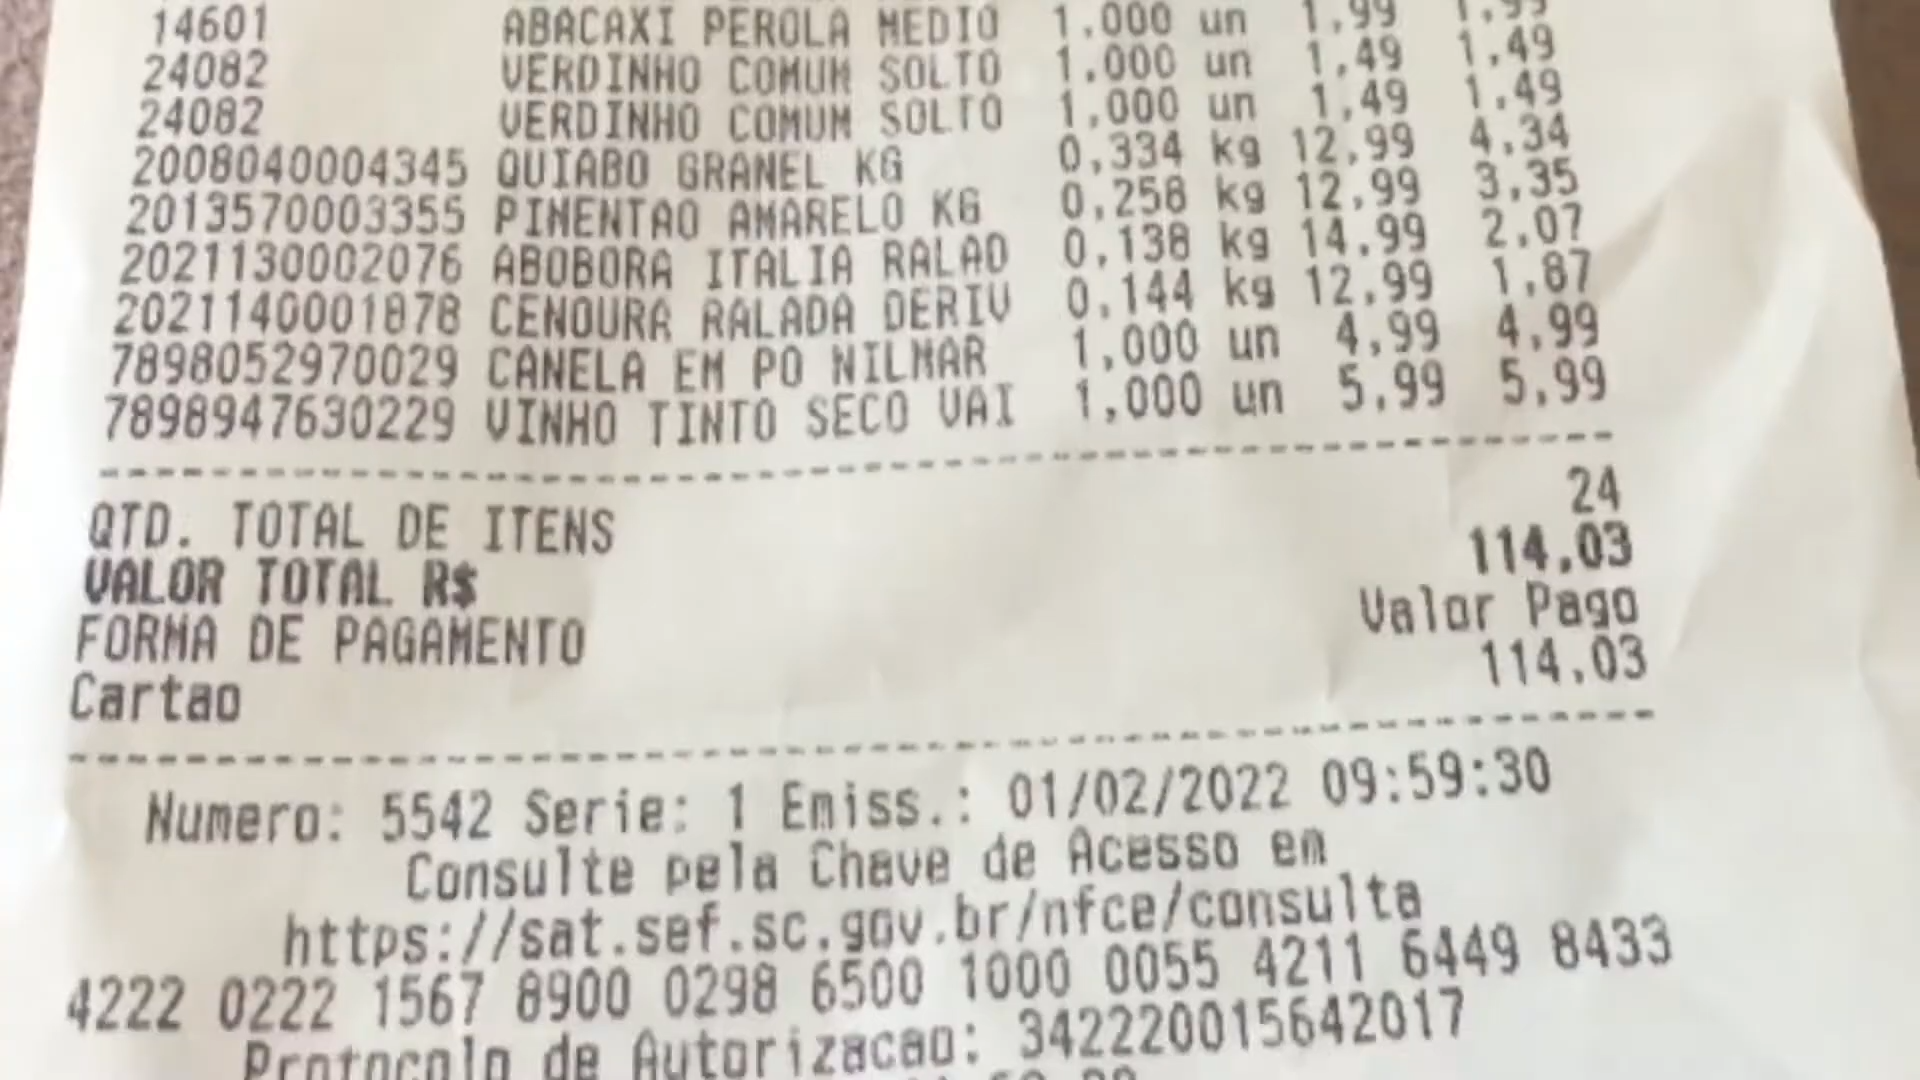 14601 ABACAXI PEROLA MEDIO 1,000 un 1,99 1,99
24082 VERDINHO COMUM SOLTO 1,000 un 1,49 1,49
24082 VERDINHO COMUM SOLTO 1,000 un 1,49 1,49
2008040004345 QUIABO GRANEL KG 0,334 kg 12,99 4,34
2013570003355 PIMENTAO AMARELO KG 0,258 kg 12,99 3,35
2021130002076 ABOBORA ITALIA RALAD 0,138 kg 14,99 2,07
2021140001878 CENOURA RALADA DERIV 0,144 kg 12,99 1,87
7898052970029 CANELA EM PO NILMAR 1,000 un 4,99 4,99
7898947630229 VINHO TINTO SECO VAI 1,000 un 5,99 5,99
QTD. TOTAL DE ITENS 24
VALOR TOTAL R$ 114,03
FORMA DE PAGAMENTO Valor Pago
Cartao 114,03
Numero: 5542 Serie: 1 Emiss.: 01/02/2022 09:59:30
Consulte pela Chave de Acesso em
https://sat.sef.sc.gov.br/nfce/consulta
4222 0222 1567 8900 0298 6500 1000 0055 4211 6449 8433
Protocolo de Autorizacao: 342220015642017